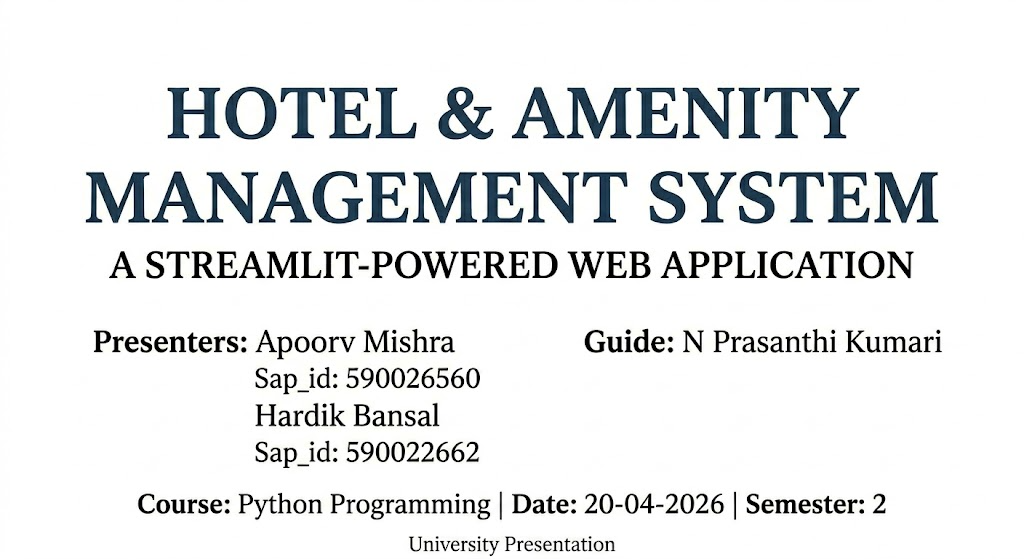 HOTEL & AMENITY
MANAGEMENT SYSTEM
A STREAMLIT-POWERED WEB APPLICATION
Presenters: Apoorv Mishra
Sap_id: 590026560
Hardik Bansal
Sap_id: 590022662
Guide: N Prasanthi Kumari
Course: Python Programming | Date: 20-04-2026 | Semester: 2
University Presentation